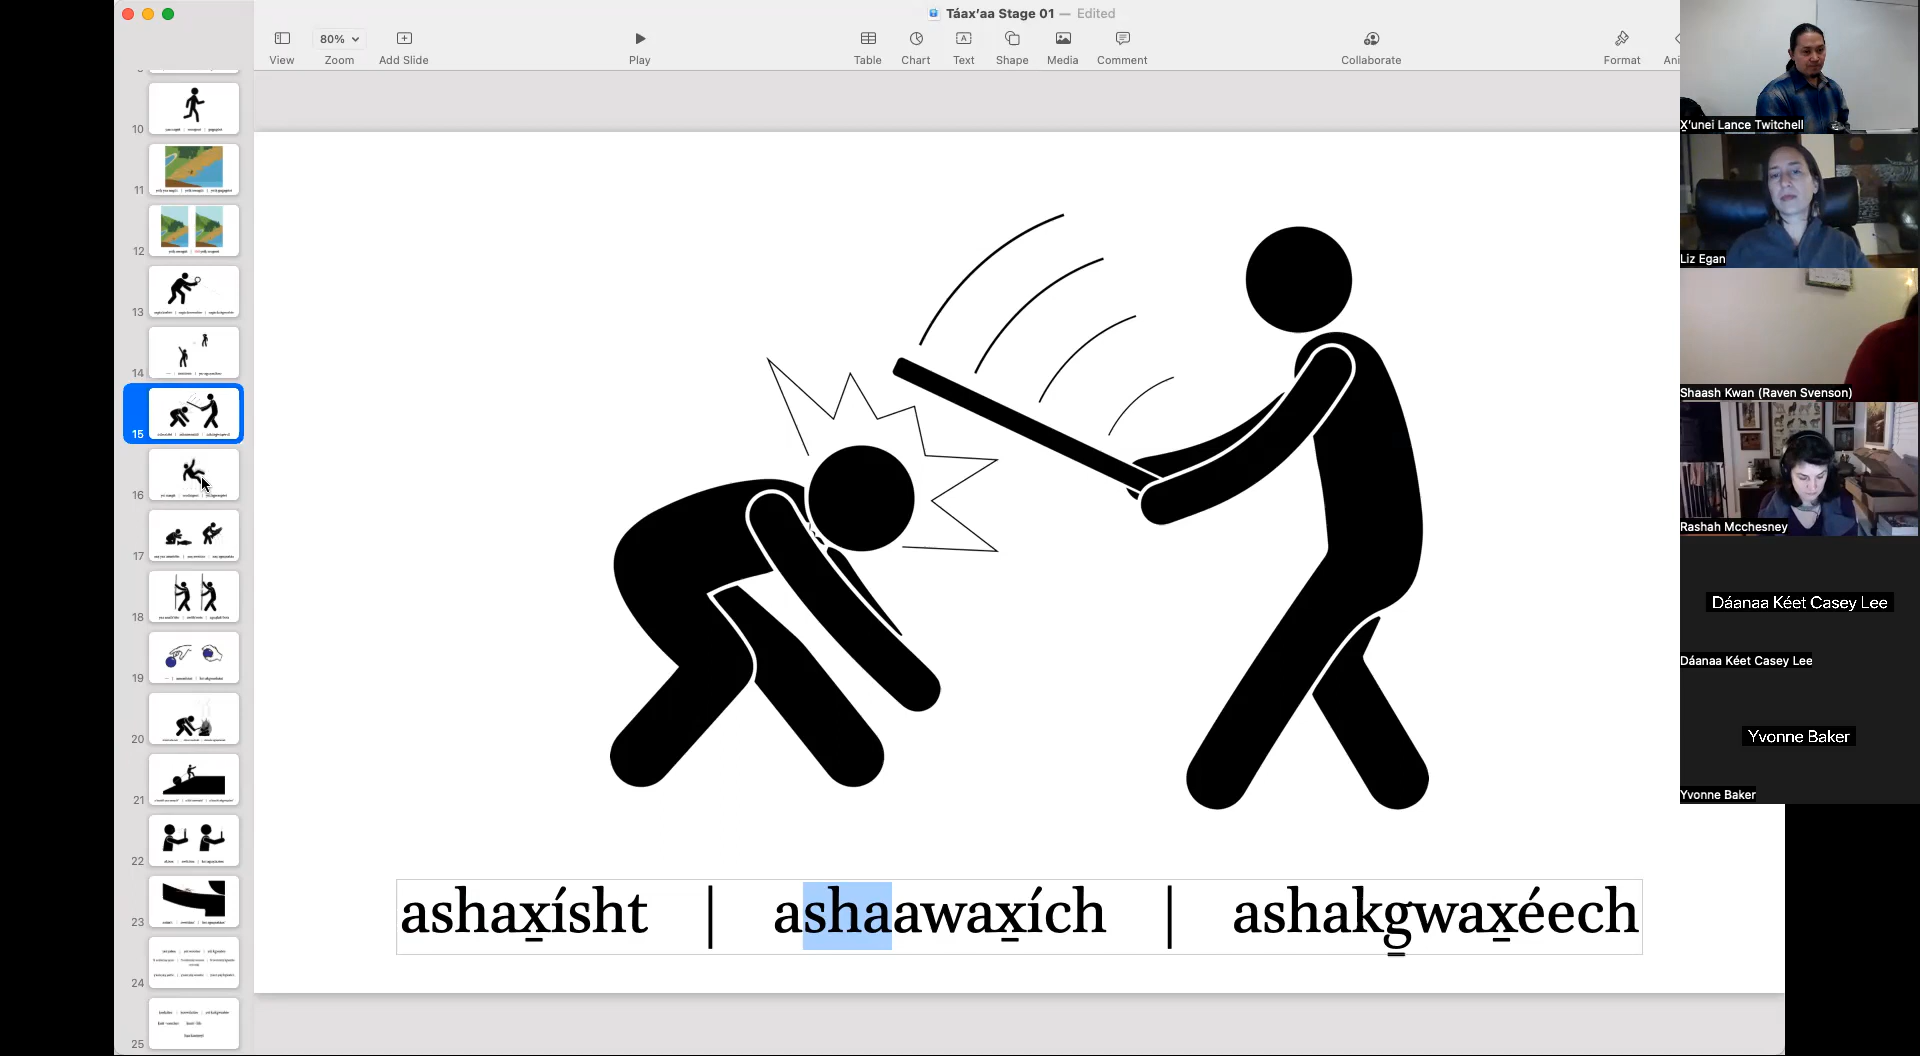 Táax'aa Stage 01 — Edited
80%
View Zoom Add Slide Play Table Chart Text Shape Media Comment Collaborate Format Ani
10
11
12
13
14
15
16
17
18
19
20
21
22
23
24
25
ashax̱ísht | ashaawax̱ích | ashakg̱wax̱éech
X̱'unei Lance Twitchell
Liz Egan
Shaash Kwan (Raven Svenson)
Rashah Mcchesney
Dáanaa Kéet Casey Lee
Dáanaa Kéet Casey Lee
Yvonne Baker
Yvonne Baker